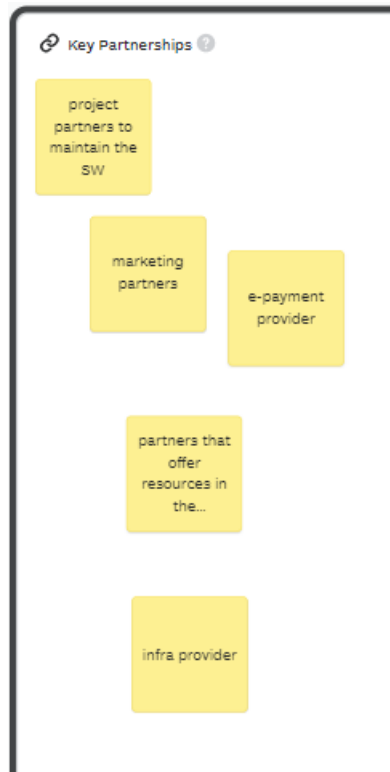 Key Partnerships ?
project
partners to
maintain the
SW
marketing
partners
e-payment
provider
partners that
offer
resources in
the...
infra provider